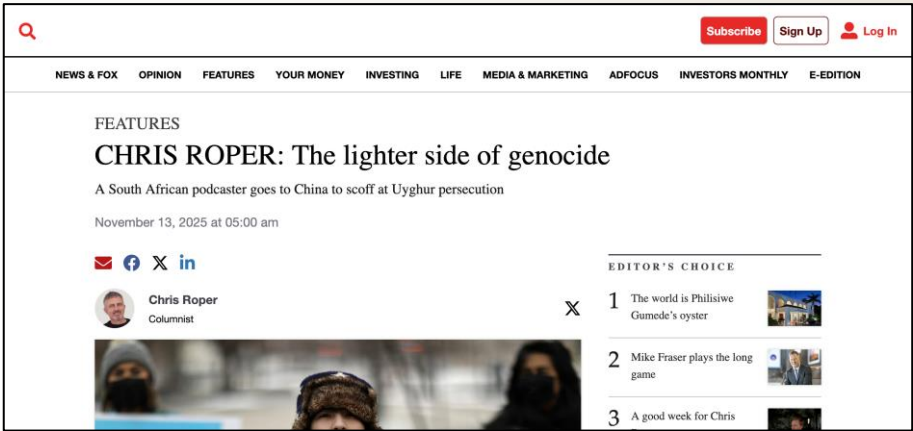 Subscribe
Sign Up
Log In
NEWS & FOX OPINION FEATURES YOUR MONEY INVESTING LIFE MEDIA & MARKETING ADFOCUS INVESTORS MONTHLY E-EDITION
FEATURES
CHRIS ROPER: The lighter side of genocide
A South African podcaster goes to China to scoff at Uyghur persecution
November 13, 2025 at 05:00 am
Chris Roper
Columnist
EDITOR'S CHOICE
1 The world is Philisiwe
Gumede's oyster
2 Mike Fraser plays the long
game
3 A good week for Chris